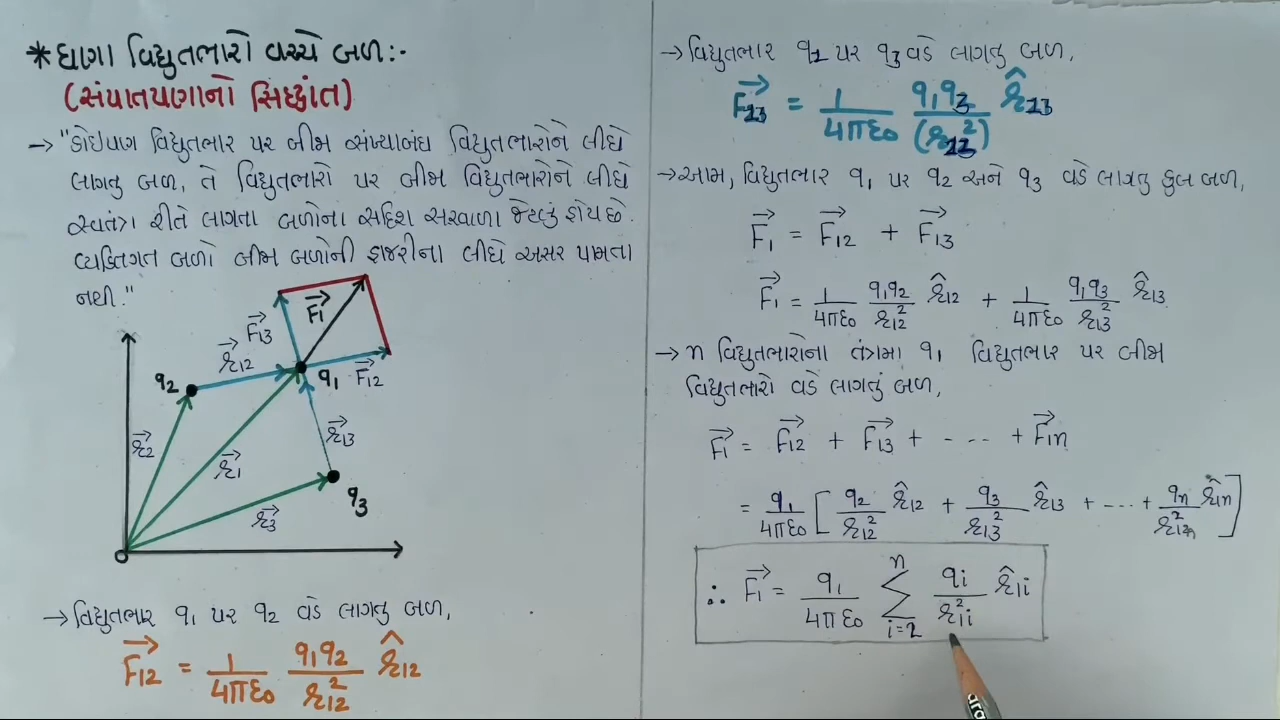 * ઘણા વિદ્યુતભારો વચ્ચે બળ:-
(સંપાતપણાનો સિદ્ધાંત)
→ "કોઈપણ વિદ્યુતભાર પર બીજા સંખ્યાબંધ વિદ્યુતભારોને લીધે
લાગતુ બળ, તે વિદ્યુતભારો પર બીજા વિદ્યુતભારોને લીધે
સ્વતંત્ર રીતે લાગતા બળોના સદિશ સરવાળા જેટલું હોય છે.
વ્યક્તિગત બળો બીજા બળોની હાજરીના લીધે અસર પામતા
નથી."
F⃗1
F⃗13
r⃗12
q2
q1
F⃗12
r⃗2
r⃗1
r⃗13
q3
r⃗3
O
→ વિદ્યુતભાર q1 પર q2 વડે લાગતુ બળ,
F⃗12 = 1/4πε0 q1q2/r12² r̂12
→ વિદ્યુતભાર q2 પર q3 વડે લાગતુ બળ,
F⃗13 = 1/4πε0 q1q3/(r13²) r̂13
→ આમ, વિદ્યુતભાર q1 પર q2 અને q3 વડે લાગતુ કુલ બળ,
F⃗1 = F⃗12 + F⃗13
F⃗1 = 1/4πε0 q1q2/r12² r̂12 + 1/4πε0 q1q3/r13² r̂13
→ n વિદ્યુતભારોના તંત્રમા q1 વિદ્યુતભાર પર બીજા
વિદ્યુતભારો વડે લાગતું બળ,
F⃗1 = F⃗12 + F⃗13 + ---- + F⃗1n
= q1/4πε0 [ q2/r12² r̂12 + q3/r13² r̂13 + ... + qn/r1n² r̂1n ]
∴ F⃗1 = q1/4πε0 n∑i=2 qi/r1i² r̂1i